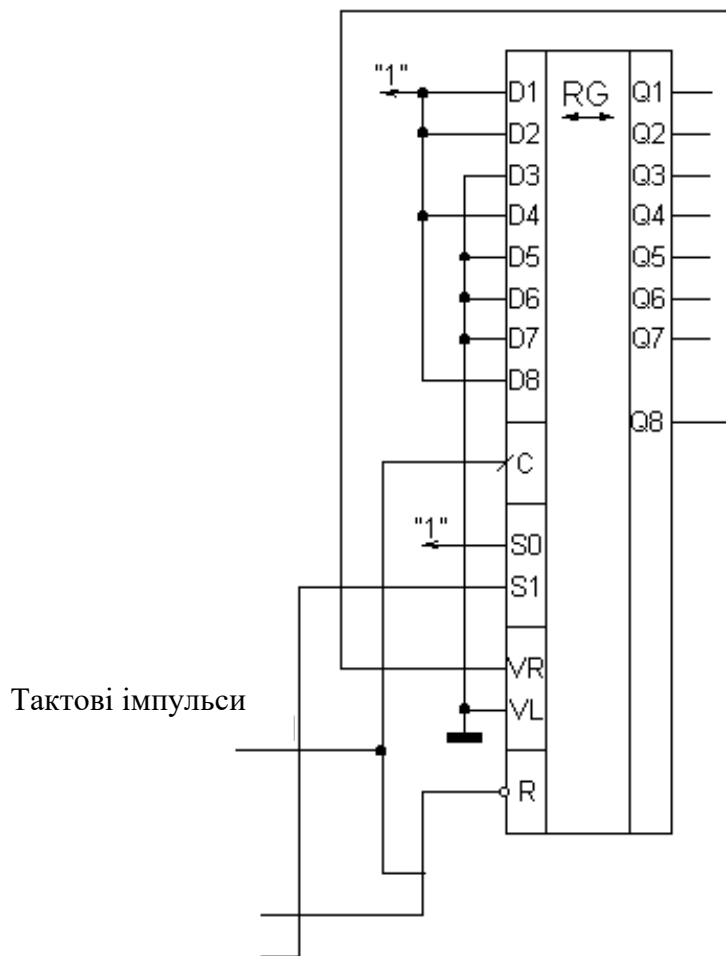 "1"
D1 RG Q1
D2 Q2
D3 Q3
D4 Q4
D5 Q5
D6 Q6
D7 Q7
D8
Q8
C
"1"
S0
S1
VR
Тактові імпульси
VL
R